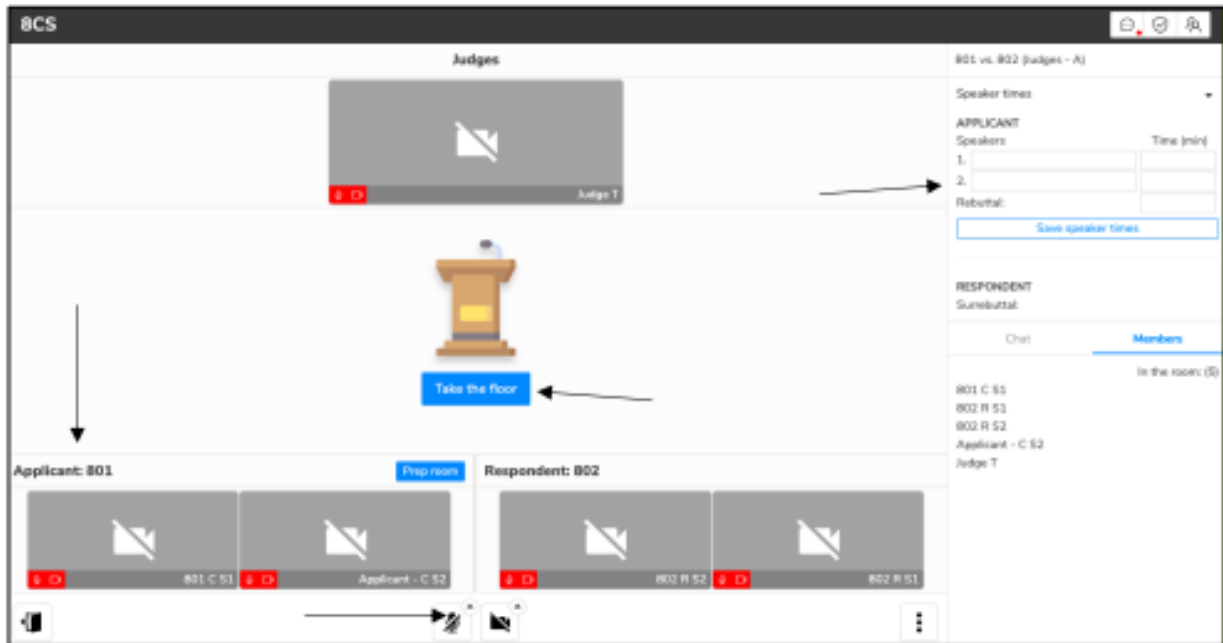 8CS
Judges
Judge T
Take the floor
Applicant: 801
Prep room
Respondent: 802
801 C S1
Applicant - C S2
802 R S2
802 R S1
801 vs. 802 (Judges - A)
Speaker times
APPLICANT
Speakers Time (min)
1.
2.
Rebuttal:
Save speaker times
RESPONDENT
Surrebuttal:
Chat Members
In the room: (5)
801 C S1
802 R S1
802 R S2
Applicant - C S2
Judge T